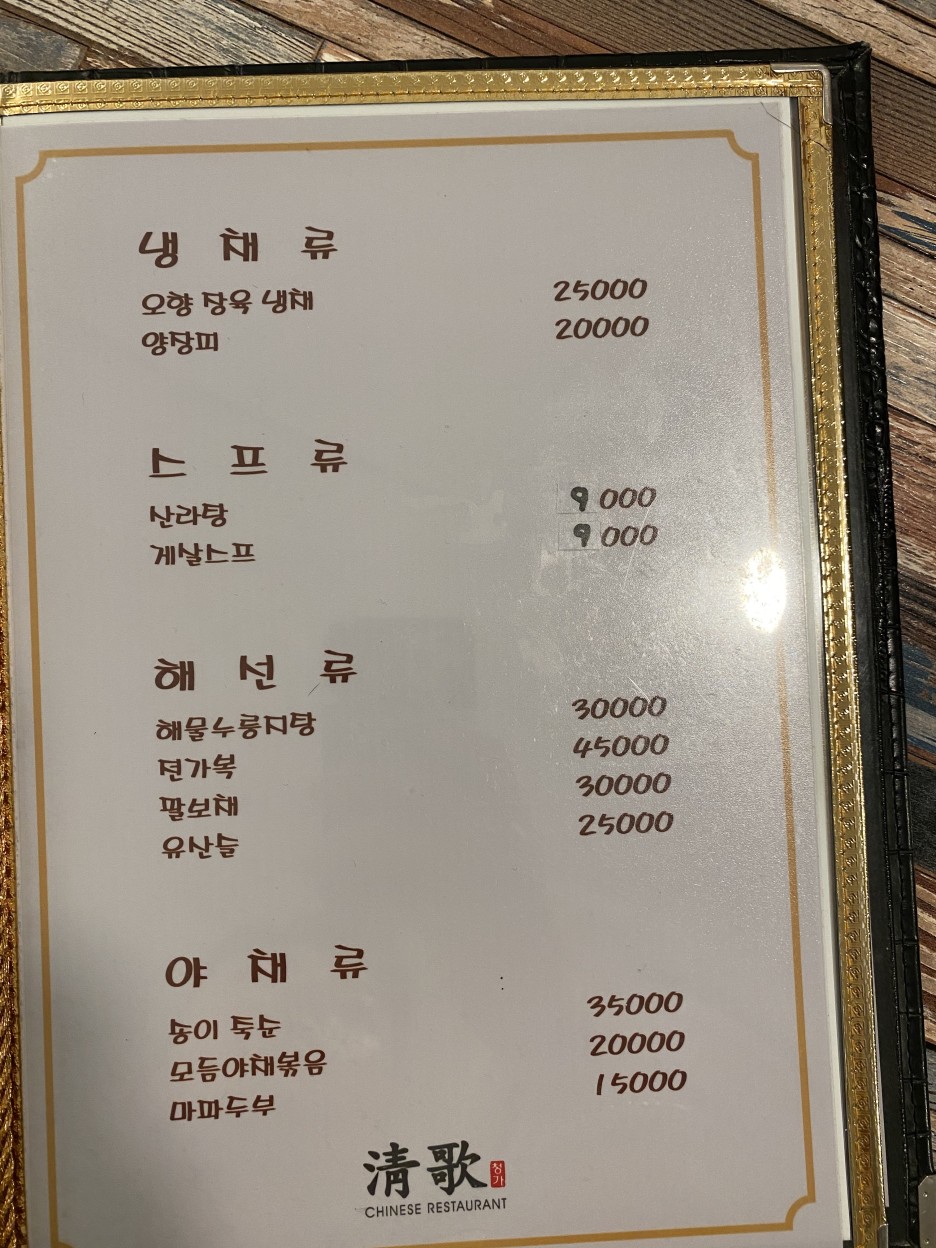 냉 채 류
오향 장육 냉채 25000
양장피 20000
스 프 류
산라탕 9000
게살스프 9000
해 선 류
해물누룽지탕 30000
전가복 45000
팔보채 30000
유산슬 25000
야 채 류
송이 죽순 35000
모듬야채볶음 20000
마파두부 15000
清歌 청가
CHINESE RESTAURANT